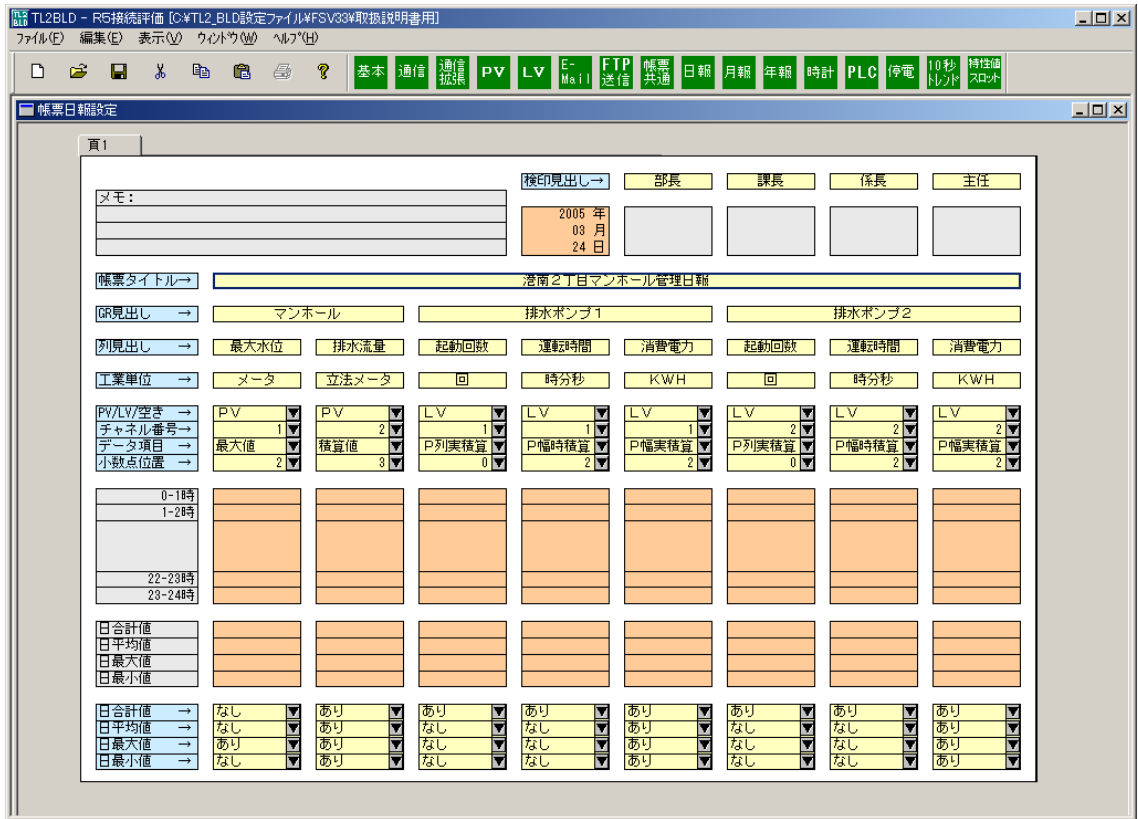 TL2BLD - R5接続評価 [C:¥TL2_BLD設定ファイル¥FSV33¥取扱説明書用]
ファイル(F) 編集(E) 表示(V) ウィンドウ(W) ヘルプ(H)
基本 通信 通信拡張 PV LV E-Mail FTP送信 帳票共通 日報 月報 年報 時計 PLC 停電 10秒トレンド 特性値スロット
帳票日報設定
頁1
検印見出し→ 部長 課長 係長 主任
メモ:
2005 年
03 月
24 日
帳票タイトル→ 港南2丁目マンホール管理日報
GR見出し → マンホール 排水ポンプ1 排水ポンプ2
列見出し → 最大水位 排水流量 起動回数 運転時間 消費電力 起動回数 運転時間 消費電力
工業単位 → メータ 立法メータ 回 時分秒 KWH 回 時分秒 KWH
PV/LV/空き → PV PV LV LV LV LV LV LV
チャネル番号→ 1 2 1 1 1 2 2 2
データ項目 → 最大値 積算値 P列実積算 P幅時積算 P幅実積算 P列実積算 P幅時積算 P幅実積算
小数点位置 → 2 3 0 2 2 0 2 2
0-1時
1-2時
22-23時
23-24時
日合計値
日平均値
日最大値
日最小値
日合計値 → なし あり あり あり あり あり あり あり
日平均値 → なし あり なし なし あり なし なし あり
日最大値 → あり あり なし なし あり なし なし あり
日最小値 → なし あり なし なし あり なし なし あり